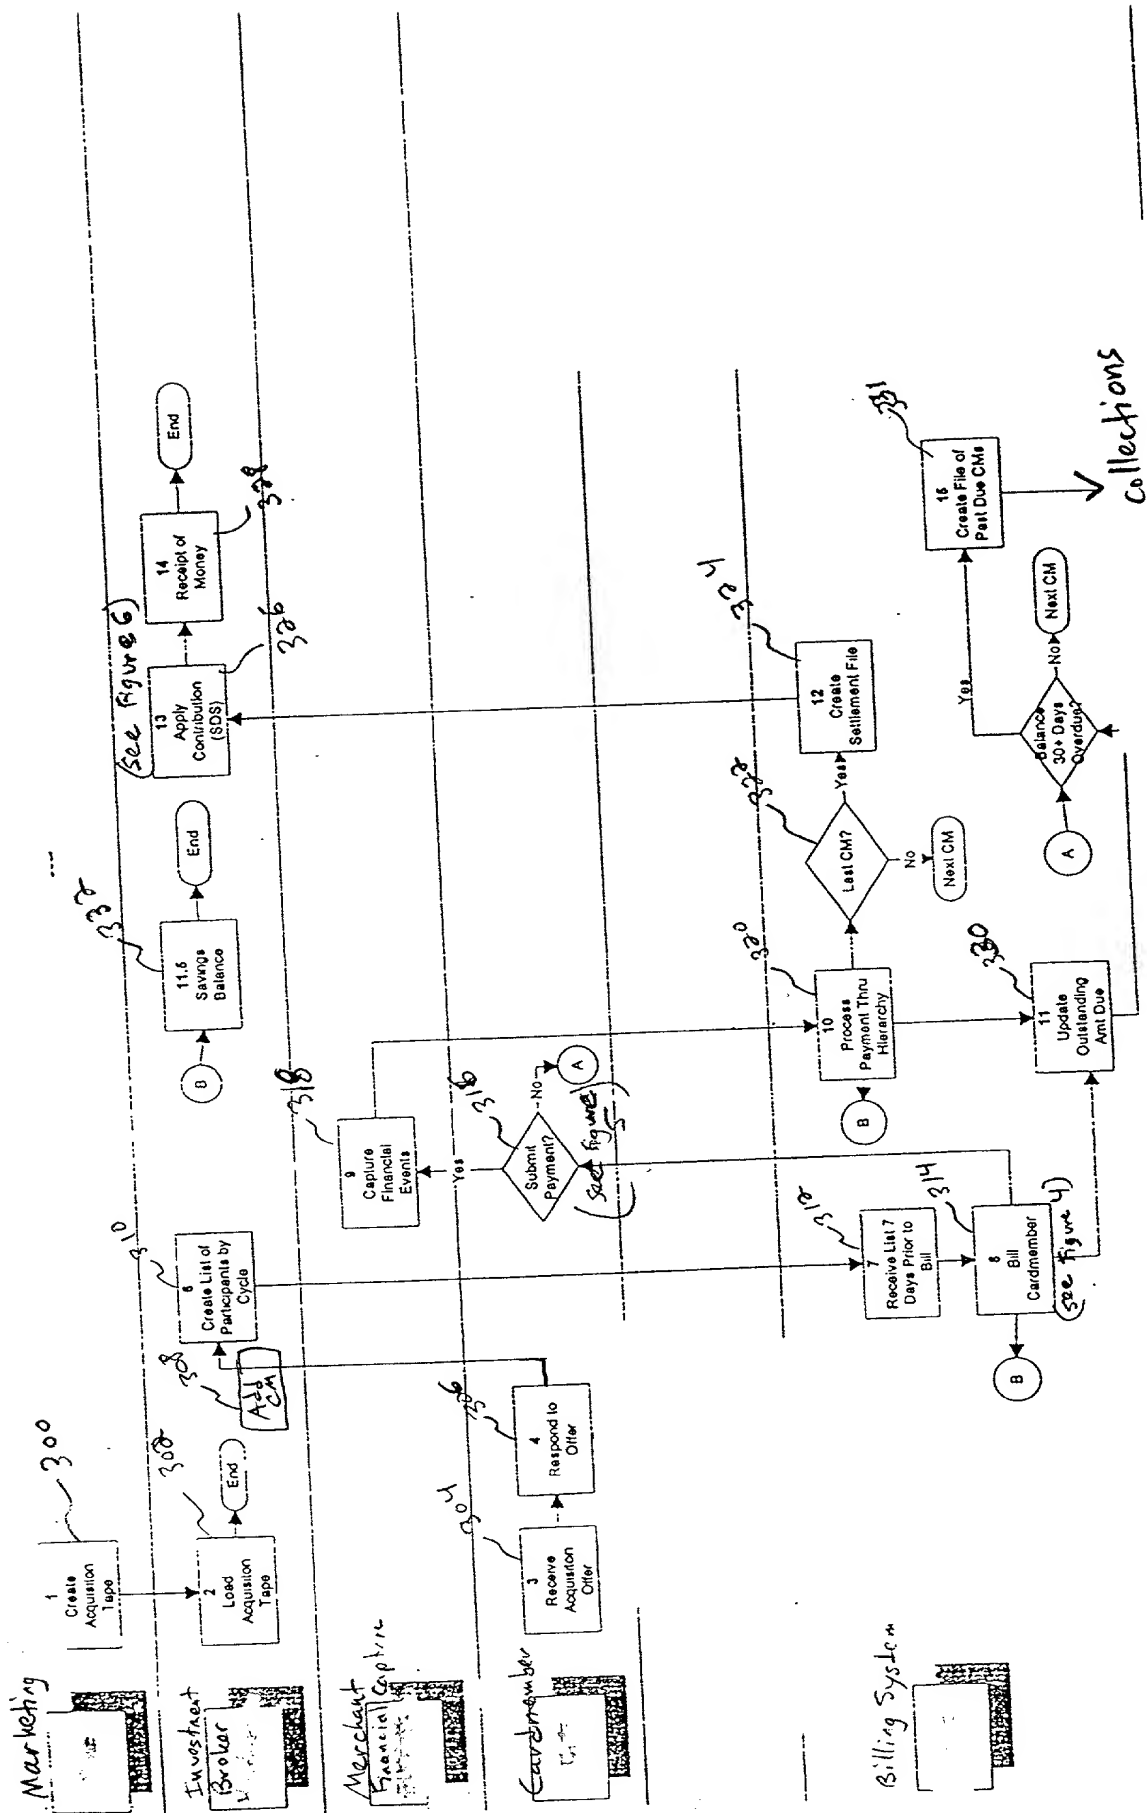 Marketing
300
1
Create
Acquisition
Tape
Investment
Broker
302
2
Load
Acquisition
Tape
End
308
Add
CM
310
6
Create List of
Participants by
Cycle
332
B
11.5
Savings
Balance
End
(see Figure 6)
13
Apply
Contribution
(SDS)
326
14
Receipt of
Money
328
End
Merchant
Financial Capture
318
9
Capture
Financial
Events
Yes
316
Submit
Payment?
No
A
(see figure
5)
Cardmember
304
3
Receive
Acquisition
Offer
306
4
Respond to
Offer
Billing System
312
7
Receive List 7
Days Prior to
Bill
314
8
Bill
Cardmember
(see Figure 4)
B
320
10
Process
Payment Thru
Hierarchy
B
322
Last CM?
Yes
No
Next CM
324
12
Create
Settlement File
330
11
Update
Outstanding
Amt Due
A
Balance
30+ Days
Overdue?
No
Next CM
Yes
331
15
Create File of
Past Due CMs
Collections